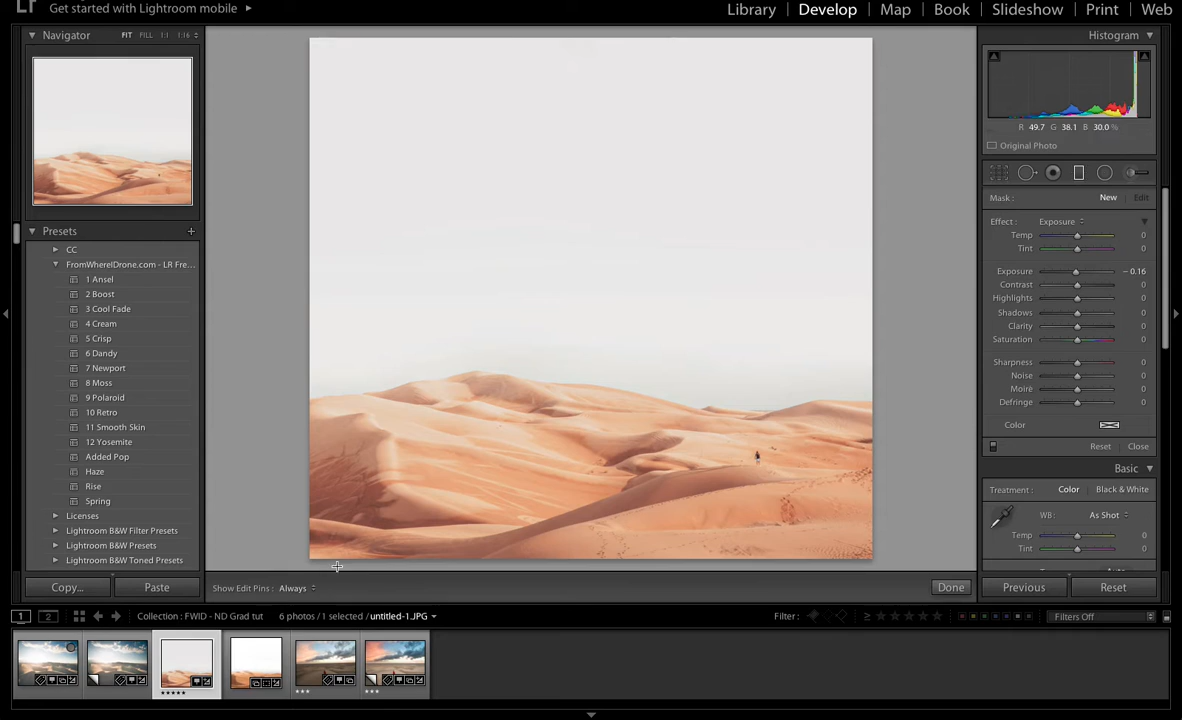 Lr Get started with Lightroom mobile
Library Develop Map Book Slideshow Print Web
Navigator FIT FILL 1:1 1:16
Histogram
R 49.7 G 38.1 B 30.0 %
Original Photo
Mask : New Edit
Effect : Exposure
Temp 0
Tint 0
Exposure – 0.16
Contrast 0
Highlights 0
Shadows 0
Clarity 0
Saturation 0
Sharpness 0
Noise 0
Moiré 0
Defringe 0
Color
Reset Close
Basic
Treatment : Color Black & White
WB : As Shot
Temp 0
Tint 0
Presets +
CC
FromWhereIDrone.com - LR Fre...
1 Ansel
2 Boost
3 Cool Fade
4 Cream
5 Crisp
6 Dandy
7 Newport
8 Moss
9 Polaroid
10 Retro
11 Smooth Skin
12 Yosemite
Added Pop
Haze
Rise
Spring
Licenses
Lightroom B&W Filter Presets
Lightroom B&W Presets
Lightroom B&W Toned Presets
Copy... Paste
Show Edit Pins : Always
Done
Previous Reset
1 2 Collection : FWID - ND Grad tut 6 photos / 1 selected / untitled-1.JPG
Filter : Filters Off